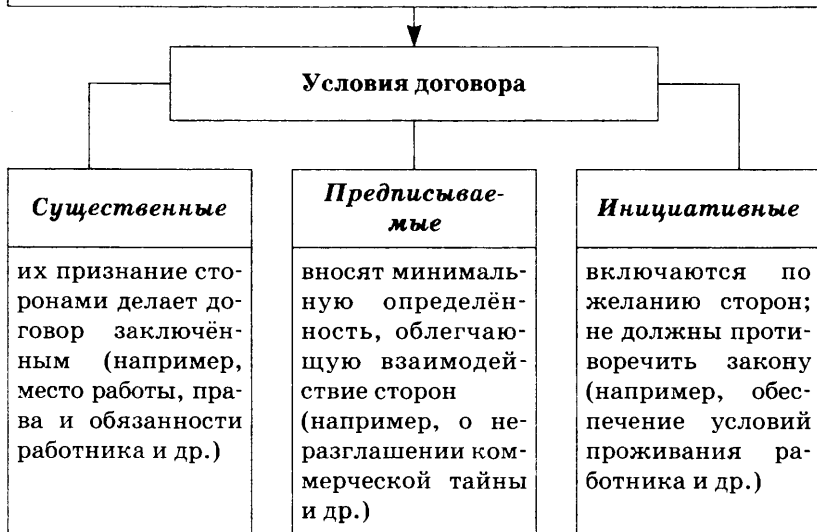 Условия договора
Существенные
их признание сто-
ронами делает до-
говор заключён-
ным (например,
место работы, пра-
ва и обязанности
работника и др.)
Предписывае-
мые
вносят минималь-
ную определён-
ность, облегчаю-
щую взаимодей-
ствие сторон
(например, о не-
разглашении ком-
мерческой тайны
и др.)
Инициативные
включаются по
желанию сторон;
не должны проти-
воречить закону
(например, обес-
печение условий
проживания ра-
ботника и др.)